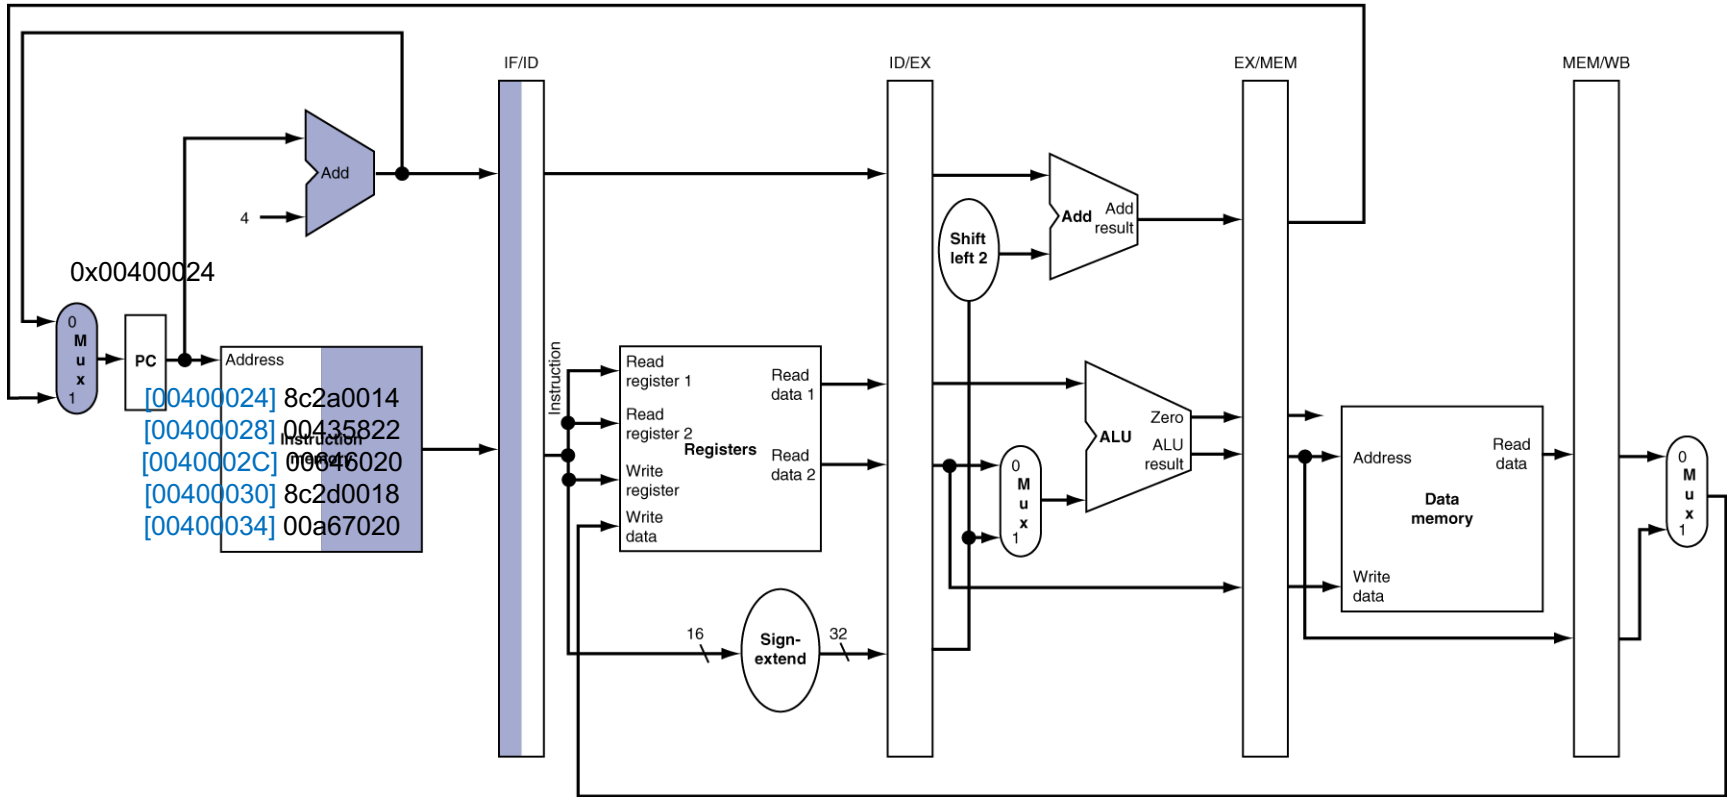 IF/ID
ID/EX
EX/MEM
MEM/WB
Add
4
Add
Add
result
Shift
left 2
0x00400024
0
M
u
x
1
PC
Address
[00400024] 8c2a0014
[00400028] 00435822
[0040002C] 00646020
[00400030] 8c2d0018
[00400034] 00a67020
Instruction
memory
Instruction
Read
register 1
Read
register 2
Write
register
Write
data
Registers
Read
data 1
Read
data 2
16
Sign-
extend
32
0
M
u
x
1
ALU
Zero
ALU
result
Address
Read
data
Data
memory
Write
data
0
M
u
x
1